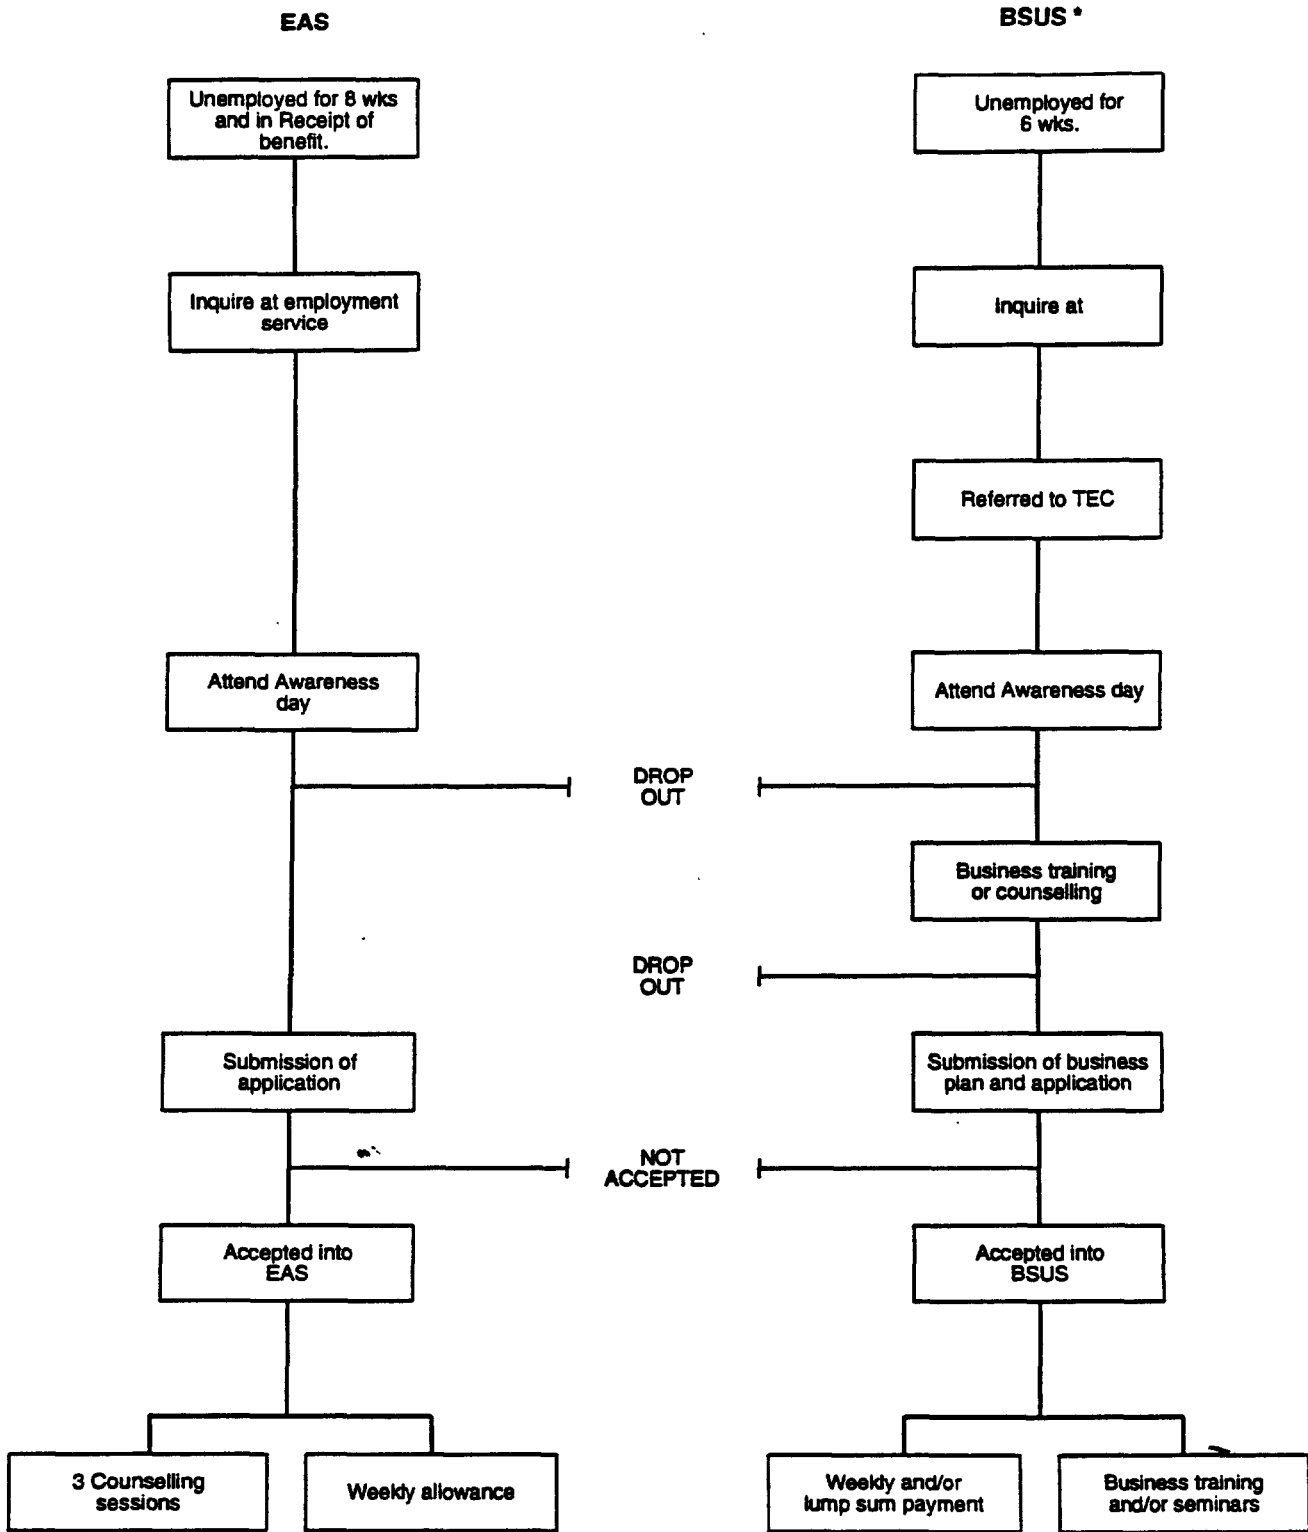 EAS
Unemployed for 8 wks
and in Receipt of
benefit.
Inquire at employment
service
Attend Awareness
day
DROP
OUT
Submission of
application
NOT
ACCEPTED
Accepted into
EAS
3 Counselling
sessions
Weekly allowance
BSUS *
Unemployed for
6 wks.
Inquire at
Referred to TEC
Attend Awareness day
Business training
or counselling
DROP
OUT
Submission of business
plan and application
Accepted into
BSUS
Weekly and/or
lump sum payment
Business training
and/or seminars